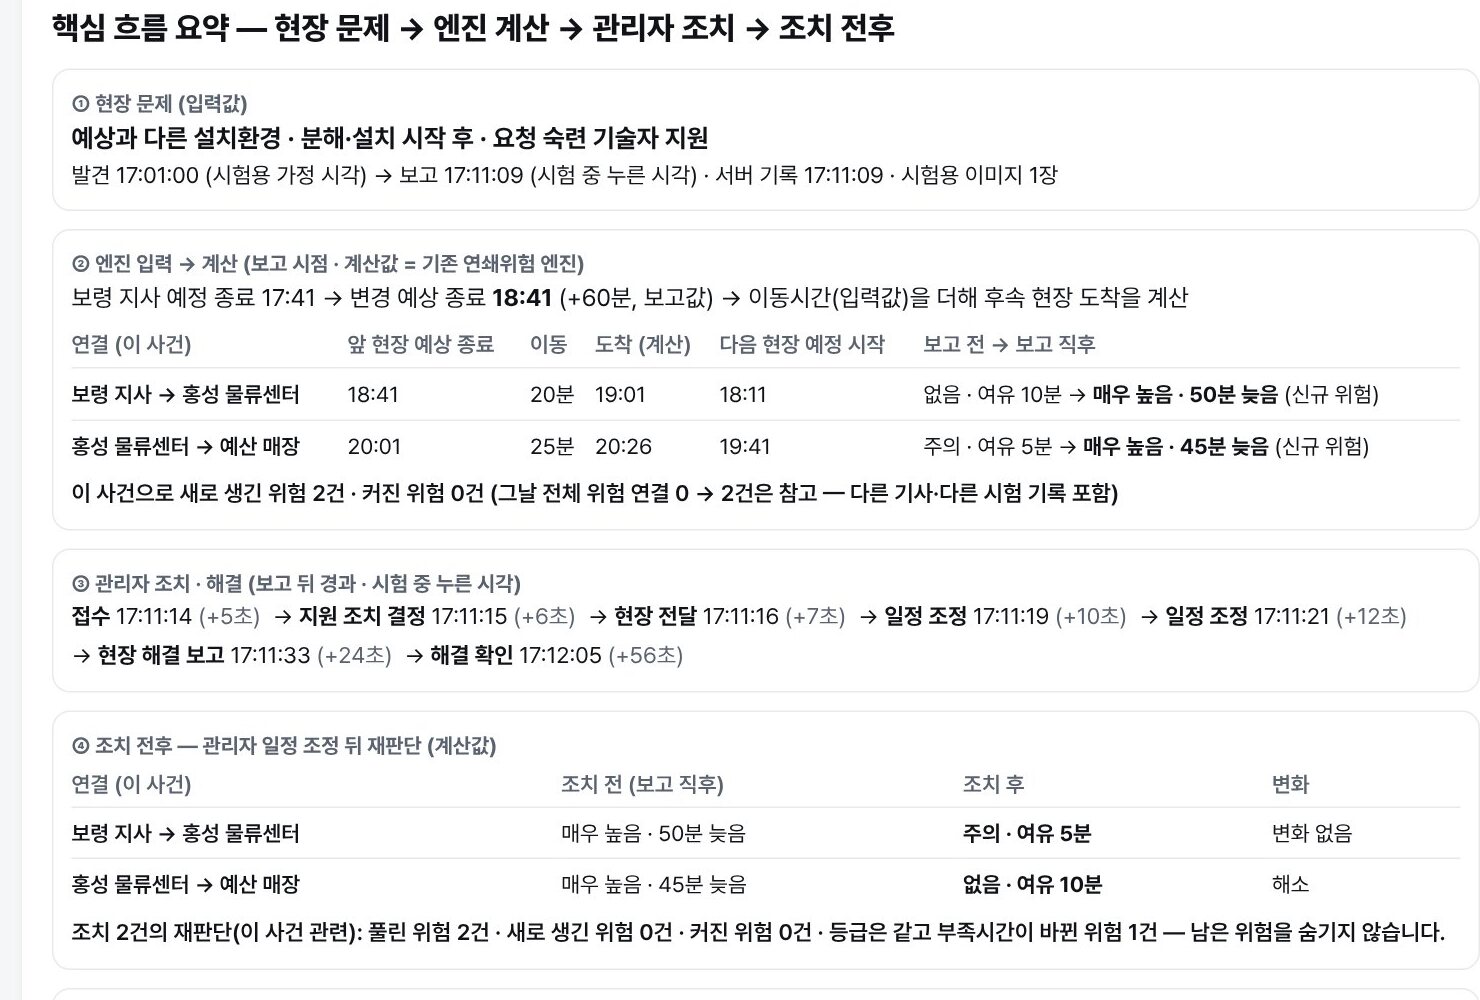 핵심 흐름 요약 — 현장 문제 → 엔진 계산 → 관리자 조치 → 조치 전후
① 현장 문제 (입력값)
예상과 다른 설치환경 · 분해·설치 시작 후 · 요청 숙련 기술자 지원
발견 17:01:00 (시험용 가정 시각) → 보고 17:11:09 (시험 중 누른 시각) · 서버 기록 17:11:09 · 시험용 이미지 1장
② 엔진 입력 → 계산 (보고 시점 · 계산값 = 기존 연쇄위험 엔진)
보령 지사 예정 종료 17:41 → 변경 예상 종료 18:41 (+60분, 보고값) → 이동시간(입력값)을 더해 후속 현장 도착을 계산
연결 (이 사건) 앞 현장 예상 종료 이동 도착 (계산) 다음 현장 예정 시작 보고 전 → 보고 직후
보령 지사 → 홍성 물류센터 18:41 20분 19:01 18:11 없음 · 여유 10분 → 매우 높음 · 50분 늦음 (신규 위험)
홍성 물류센터 → 예산 매장 20:01 25분 20:26 19:41 주의 · 여유 5분 → 매우 높음 · 45분 늦음 (신규 위험)
이 사건으로 새로 생긴 위험 2건 · 커진 위험 0건 (그날 전체 위험 연결 0 → 2건은 참고 — 다른 기사·다른 시험 기록 포함)
③ 관리자 조치 · 해결 (보고 뒤 경과 · 시험 중 누른 시각)
접수 17:11:14 (+5초) → 지원 조치 결정 17:11:15 (+6초) → 현장 전달 17:11:16 (+7초) → 일정 조정 17:11:19 (+10초) → 일정 조정 17:11:21 (+12초)
→ 현장 해결 보고 17:11:33 (+24초) → 해결 확인 17:12:05 (+56초)
④ 조치 전후 — 관리자 일정 조정 뒤 재판단 (계산값)
연결 (이 사건) 조치 전 (보고 직후) 조치 후 변화
보령 지사 → 홍성 물류센터 매우 높음 · 50분 늦음 주의 · 여유 5분 변화 없음
홍성 물류센터 → 예산 매장 매우 높음 · 45분 늦음 없음 · 여유 10분 해소
조치 2건의 재판단(이 사건 관련): 풀린 위험 2건 · 새로 생긴 위험 0건 · 커진 위험 0건 · 등급은 같고 부족시간이 바뀐 위험 1건 — 남은 위험을 숨기지 않습니다.